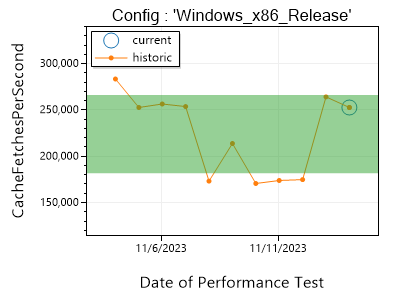 Config : 'Windows_x86_Release'
current
historic
CacheFetchesPerSecond
300,000
250,000
200,000
150,000
11/6/2023
11/11/2023
Date of Performance Test